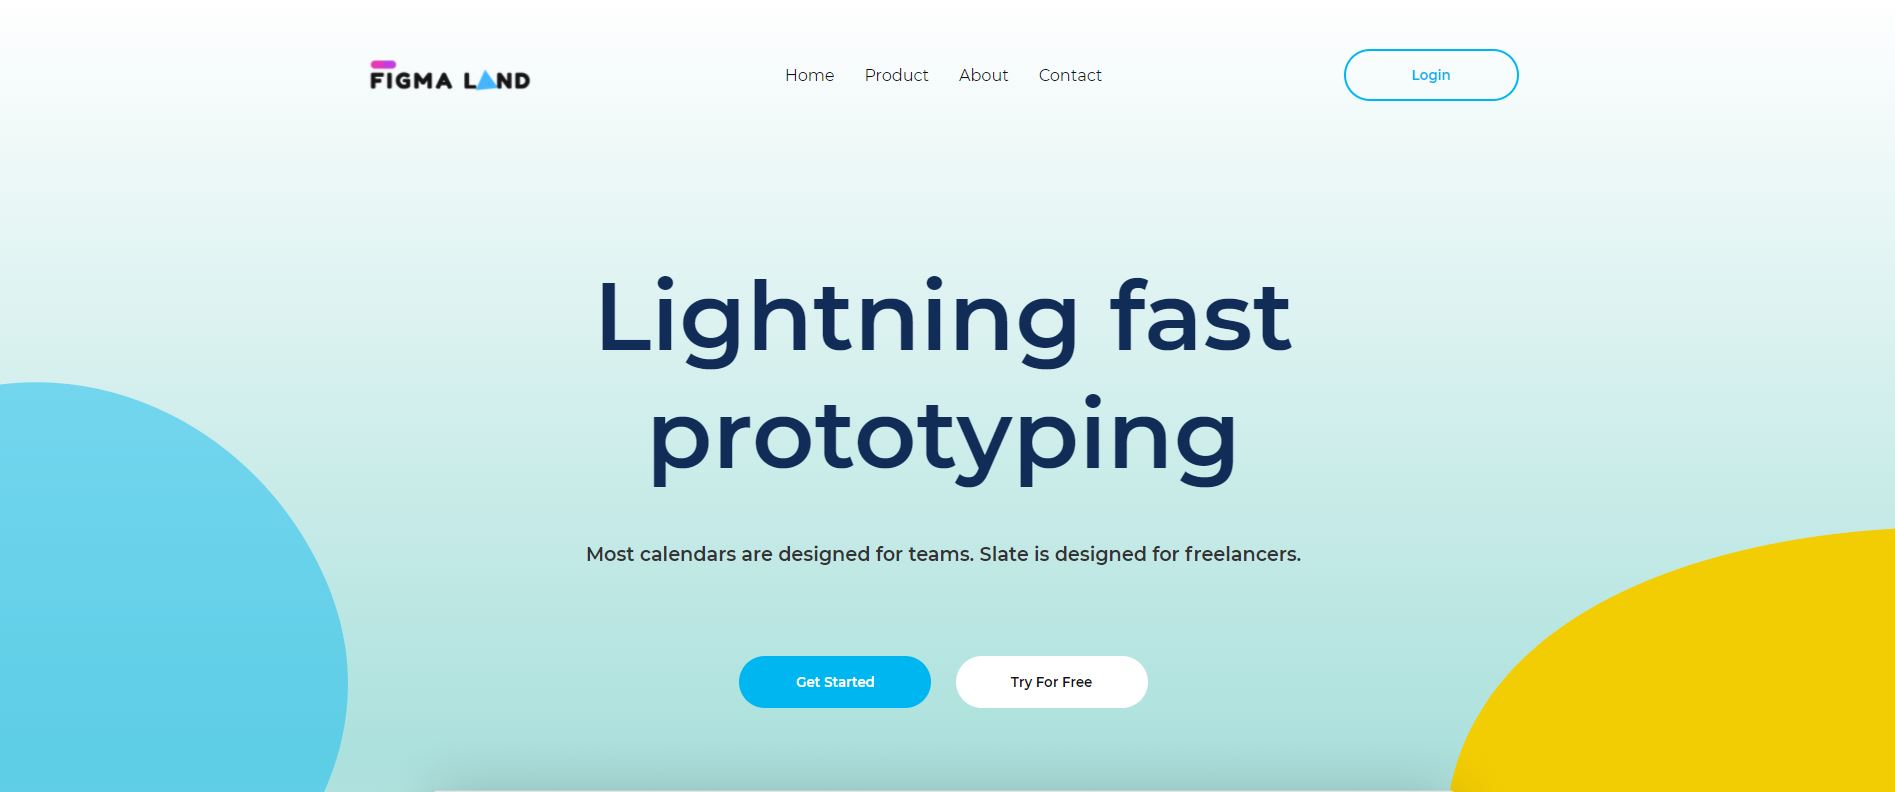 FIGMA LAND
Home Product About Contact
Login
Lightning fast
prototyping
Most calendars are designed for teams. Slate is designed for freelancers.
Get Started
Try For Free